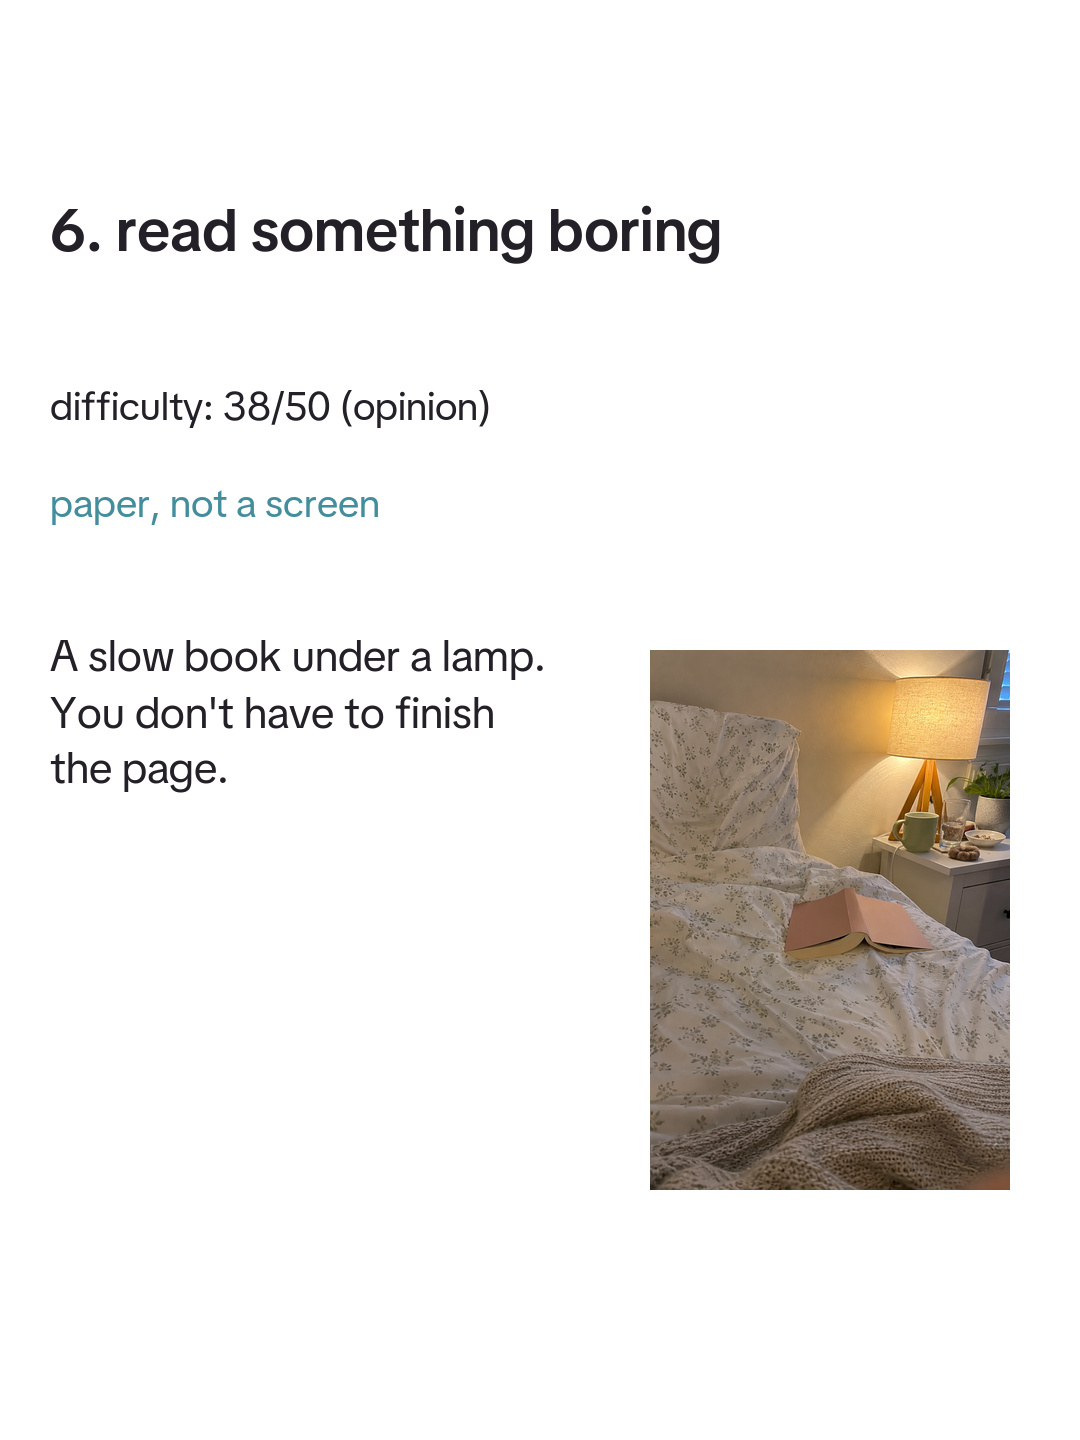 6. read something boring
difficulty: 38/50 (opinion)
paper, not a screen
A slow book under a lamp.
You don't have to finish
the page.